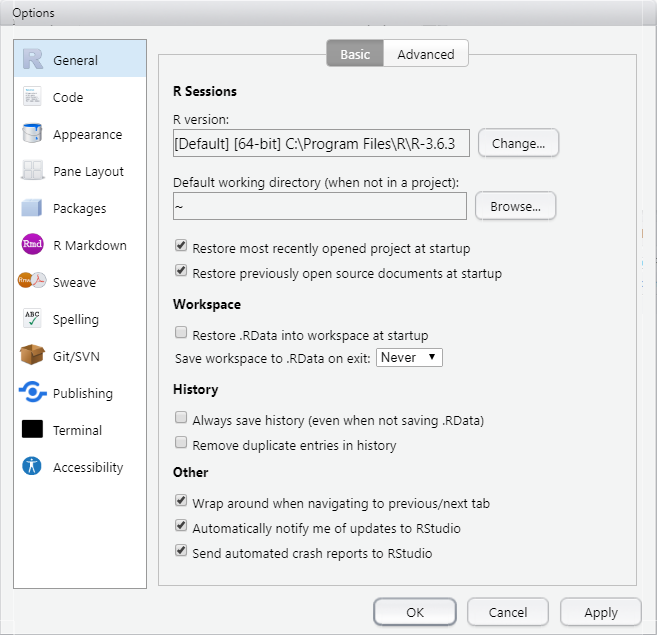 Options
General
Code
Appearance
Pane Layout
Packages
Rmd R Markdown
Sweave
ABC Spelling
Git/SVN
Publishing
Terminal
Accessibility
Basic Advanced
R Sessions
R version:
[Default] [64-bit] C:\Program Files\R\R-3.6.3 Change...
Default working directory (when not in a project):
~ Browse...
Restore most recently opened project at startup
Restore previously open source documents at startup
Workspace
Restore .RData into workspace at startup
Save workspace to .RData on exit: Never
History
Always save history (even when not saving .RData)
Remove duplicate entries in history
Other
Wrap around when navigating to previous/next tab
Automatically notify me of updates to RStudio
Send automated crash reports to RStudio
OK Cancel Apply